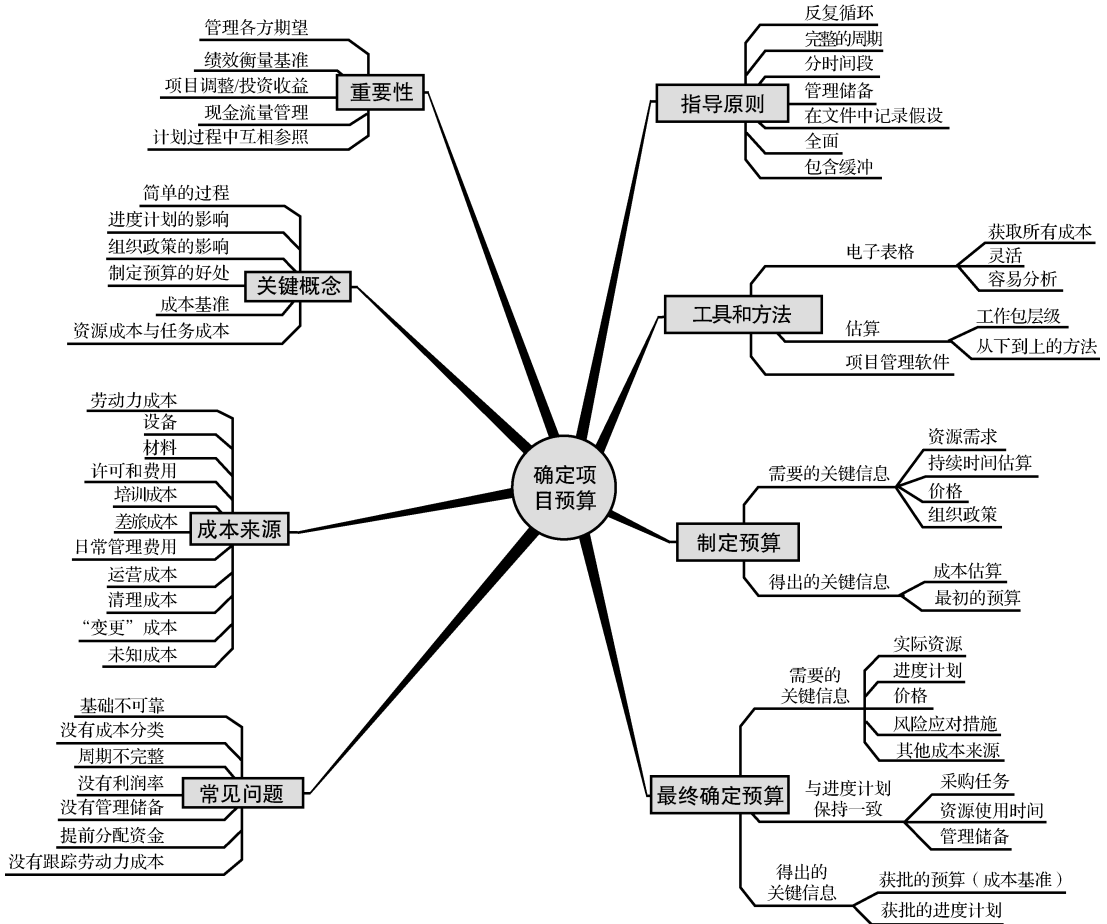 确定项
目预算
重要性
管理各方期望
绩效衡量基准
项目调整/投资收益
现金流量管理
计划过程中互相参照
关键概念
简单的过程
进度计划的影响
组织政策的影响
制定预算的好处
成本基准
资源成本与任务成本
成本来源
劳动力成本
设备
材料
许可和费用
培训成本
差旅成本
日常管理费用
运营成本
清理成本
“变更”成本
未知成本
常见问题
基础不可靠
没有成本分类
周期不完整
没有利润率
没有管理储备
提前分配资金
没有跟踪劳动力成本
指导原则
反复循环
完整的周期
分时间段
管理储备
在文件中记录假设
全面
包含缓冲
工具和方法
电子表格
获取所有成本
灵活
容易分析
估算
工作包层级
从下到上的方法
项目管理软件
制定预算
需要的关键信息
资源需求
持续时间估算
价格
组织政策
得出的关键信息
成本估算
最初的预算
最终确定预算
需要的
关键信息
实际资源
进度计划
价格
风险应对措施
其他成本来源
与进度计划
保持一致
采购任务
资源使用时间
管理储备
得出的
关键信息
获批的预算（成本基准）
获批的进度计划